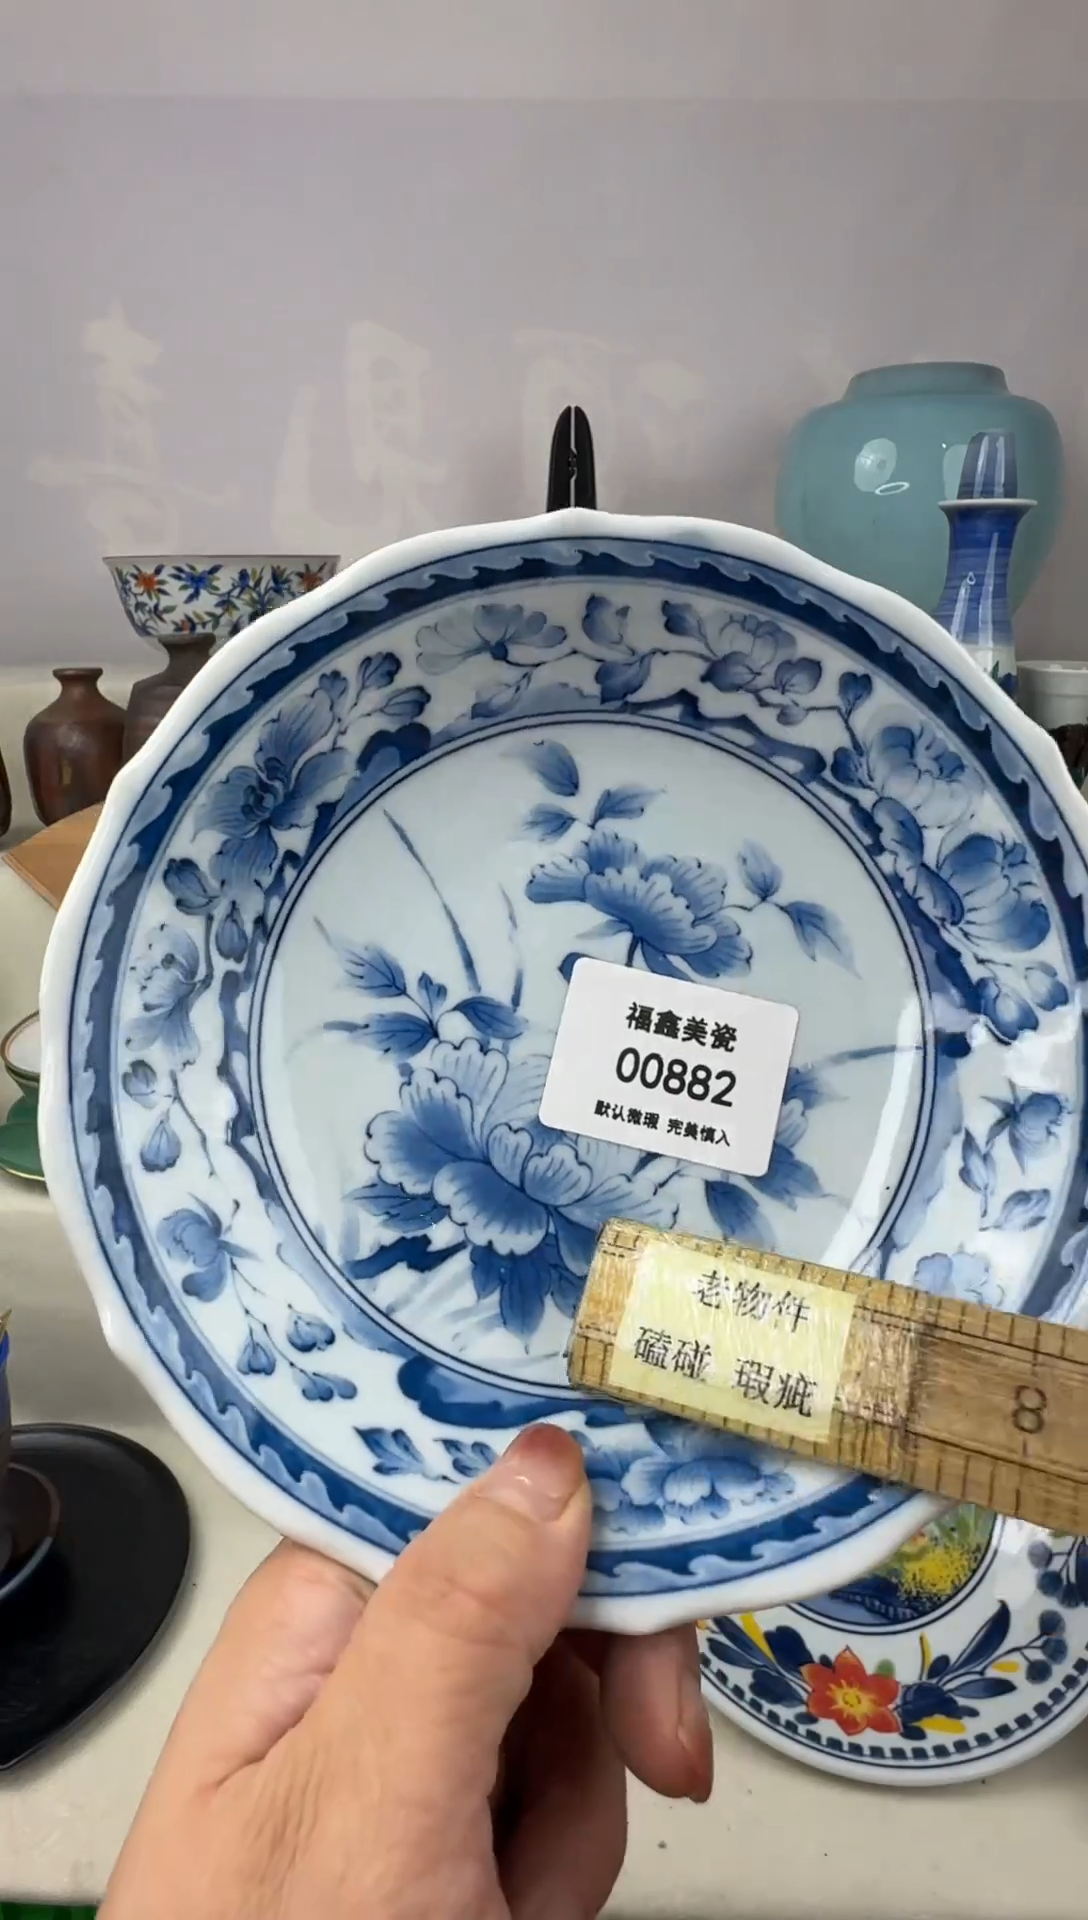 福鑫美瓷
00882
默认微瑕 完美慎入
老物件
磕碰 瑕疵
8